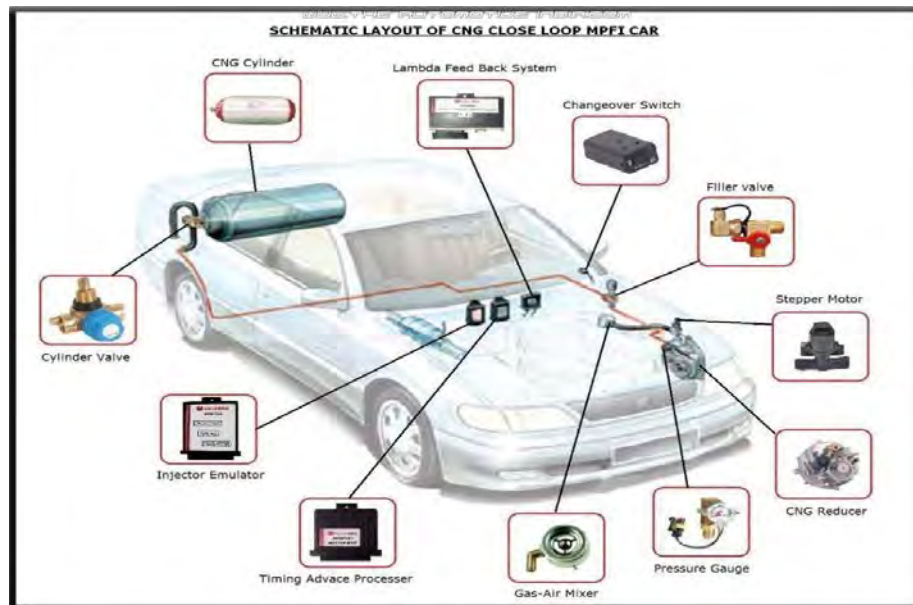 SCHEMATIC LAYOUT OF CNG CLOSE LOOP MPFI CAR
CNG Cylinder
Lambda Feed Back System
Changeover Switch
Filler valve
Stepper Motor
Cylinder Valve
Injector Emulator
CNG Reducer
Pressure Gauge
Timing Advace Processer
Gas-Air Mixer